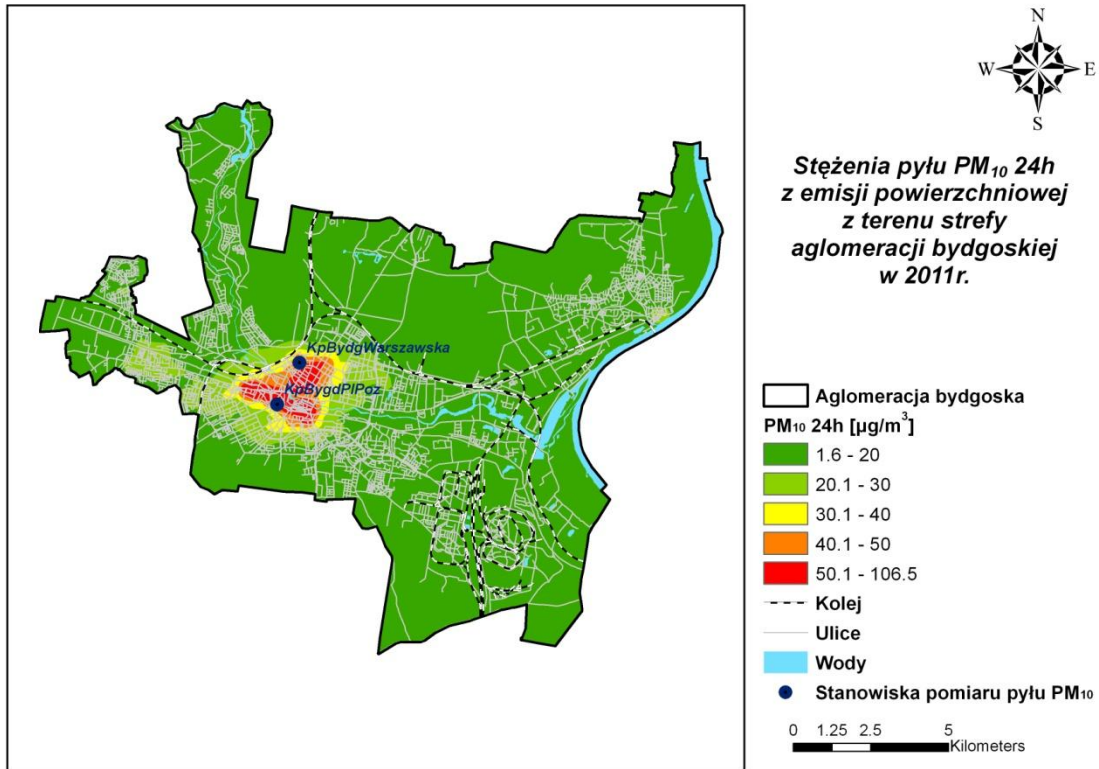 N
W E
S
Stężenia pyłu PM₁₀ 24h
z emisji powierzchniowej
z terenu strefy
aglomeracji bydgoskiej
w 2011r.
KpBydgWarszawska
KpBygdPlPoz
Aglomeracja bydgoska
PM₁₀ 24h [µg/m³]
1.6 - 20
20.1 - 30
30.1 - 40
40.1 - 50
50.1 - 106.5
Kolej
Ulice
Wody
Stanowiska pomiaru pyłu PM₁₀
0 1.25 2.5 5
Kilometers